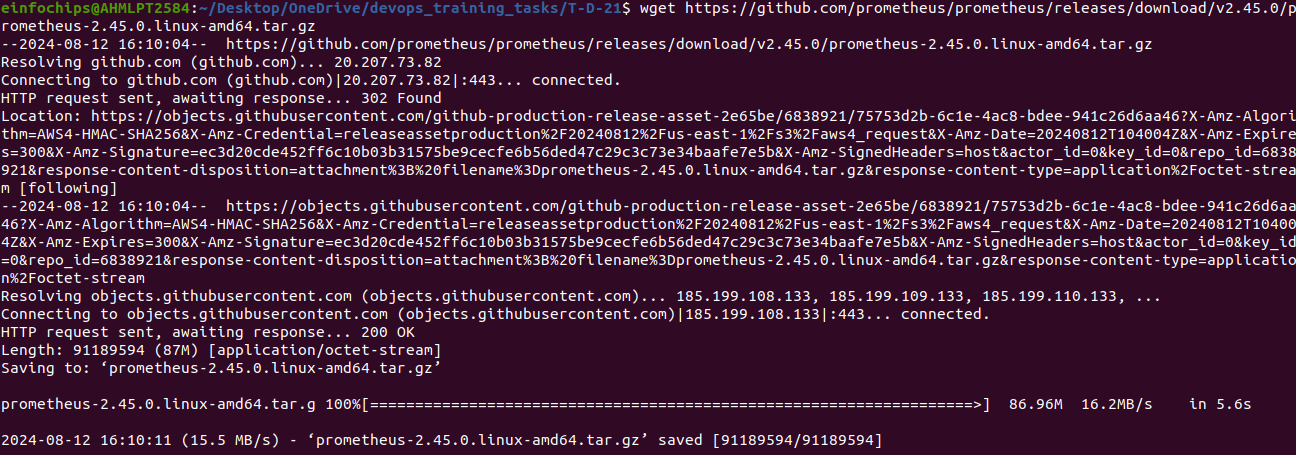 einfochips@AHMLPT2584:~/Desktop/OneDrive/devops_training_tasks/T-D-21$ wget https://github.com/prometheus/prometheus/releases/download/v2.45.0/p
rometheus-2.45.0.linux-amd64.tar.gz
--2024-08-12 16:10:04--  https://github.com/prometheus/prometheus/releases/download/v2.45.0/prometheus-2.45.0.linux-amd64.tar.gz
Resolving github.com (github.com)... 20.207.73.82
Connecting to github.com (github.com)|20.207.73.82|:443... connected.
HTTP request sent, awaiting response... 302 Found
Location: https://objects.githubusercontent.com/github-production-release-asset-2e65be/6838921/75753d2b-6c1e-4ac8-bdee-941c26d6aa46?X-Amz-Algori
thm=AWS4-HMAC-SHA256&X-Amz-Credential=releaseassetproduction%2F20240812%2Fus-east-1%2Fs3%2Faws4_request&X-Amz-Date=20240812T104004Z&X-Amz-Expire
s=300&X-Amz-Signature=ec3d20cde452ff6c10b03b31575be9cecfe6b56ded47c29c3c73e34baafe7e5b&X-Amz-SignedHeaders=host&actor_id=0&key_id=0&repo_id=6838
921&response-content-disposition=attachment%3B%20filename%3Dprometheus-2.45.0.linux-amd64.tar.gz&response-content-type=application%2Foctet-strea
m [following]
--2024-08-12 16:10:04--  https://objects.githubusercontent.com/github-production-release-asset-2e65be/6838921/75753d2b-6c1e-4ac8-bdee-941c26d6aa
46?X-Amz-Algorithm=AWS4-HMAC-SHA256&X-Amz-Credential=releaseassetproduction%2F20240812%2Fus-east-1%2Fs3%2Faws4_request&X-Amz-Date=20240812T10400
4Z&X-Amz-Expires=300&X-Amz-Signature=ec3d20cde452ff6c10b03b31575be9cecfe6b56ded47c29c3c73e34baafe7e5b&X-Amz-SignedHeaders=host&actor_id=0&key_id
=0&repo_id=6838921&response-content-disposition=attachment%3B%20filename%3Dprometheus-2.45.0.linux-amd64.tar.gz&response-content-type=applicatio
n%2Foctet-stream
Resolving objects.githubusercontent.com (objects.githubusercontent.com)... 185.199.108.133, 185.199.109.133, 185.199.110.133, ...
Connecting to objects.githubusercontent.com (objects.githubusercontent.com)|185.199.108.133|:443... connected.
HTTP request sent, awaiting response... 200 OK
Length: 91189594 (87M) [application/octet-stream]
Saving to: ‘prometheus-2.45.0.linux-amd64.tar.gz’
prometheus-2.45.0.linux-amd64.tar.g 100%[===================================================================>]  86.96M  16.2MB/s    in 5.6s
2024-08-12 16:10:11 (15.5 MB/s) - ‘prometheus-2.45.0.linux-amd64.tar.gz’ saved [91189594/91189594]